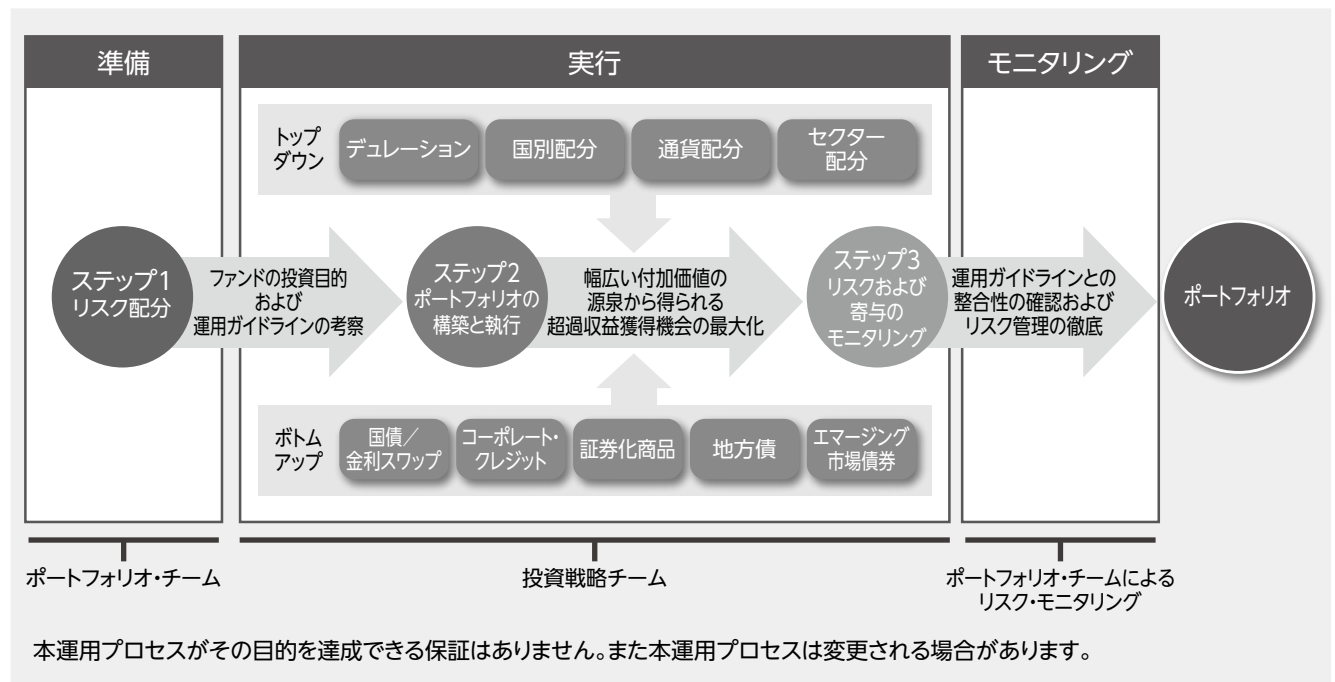 準備
実行
モニタリング
トップ
ダウン
デュレーション
国別配分
通貨配分
セクター
配分
ステップ1
リスク配分
ファンドの投資目的
および
運用ガイドラインの考察
ステップ2
ポートフォリオの
構築と執行
幅広い付加価値の
源泉から得られる
超過収益獲得機会の最大化
ステップ3
リスクおよび
寄与の
モニタリング
運用ガイドラインとの
整合性の確認および
リスク管理の徹底
ポートフォリオ
ボトム
アップ
国債／
金利スワップ
コーポレート・
クレジット
証券化商品
地方債
エマージング
市場債券
ポートフォリオ・チーム
投資戦略チーム
ポートフォリオ・チームによる
リスク・モニタリング
本運用プロセスがその目的を達成できる保証はありません。また本運用プロセスは変更される場合があります。